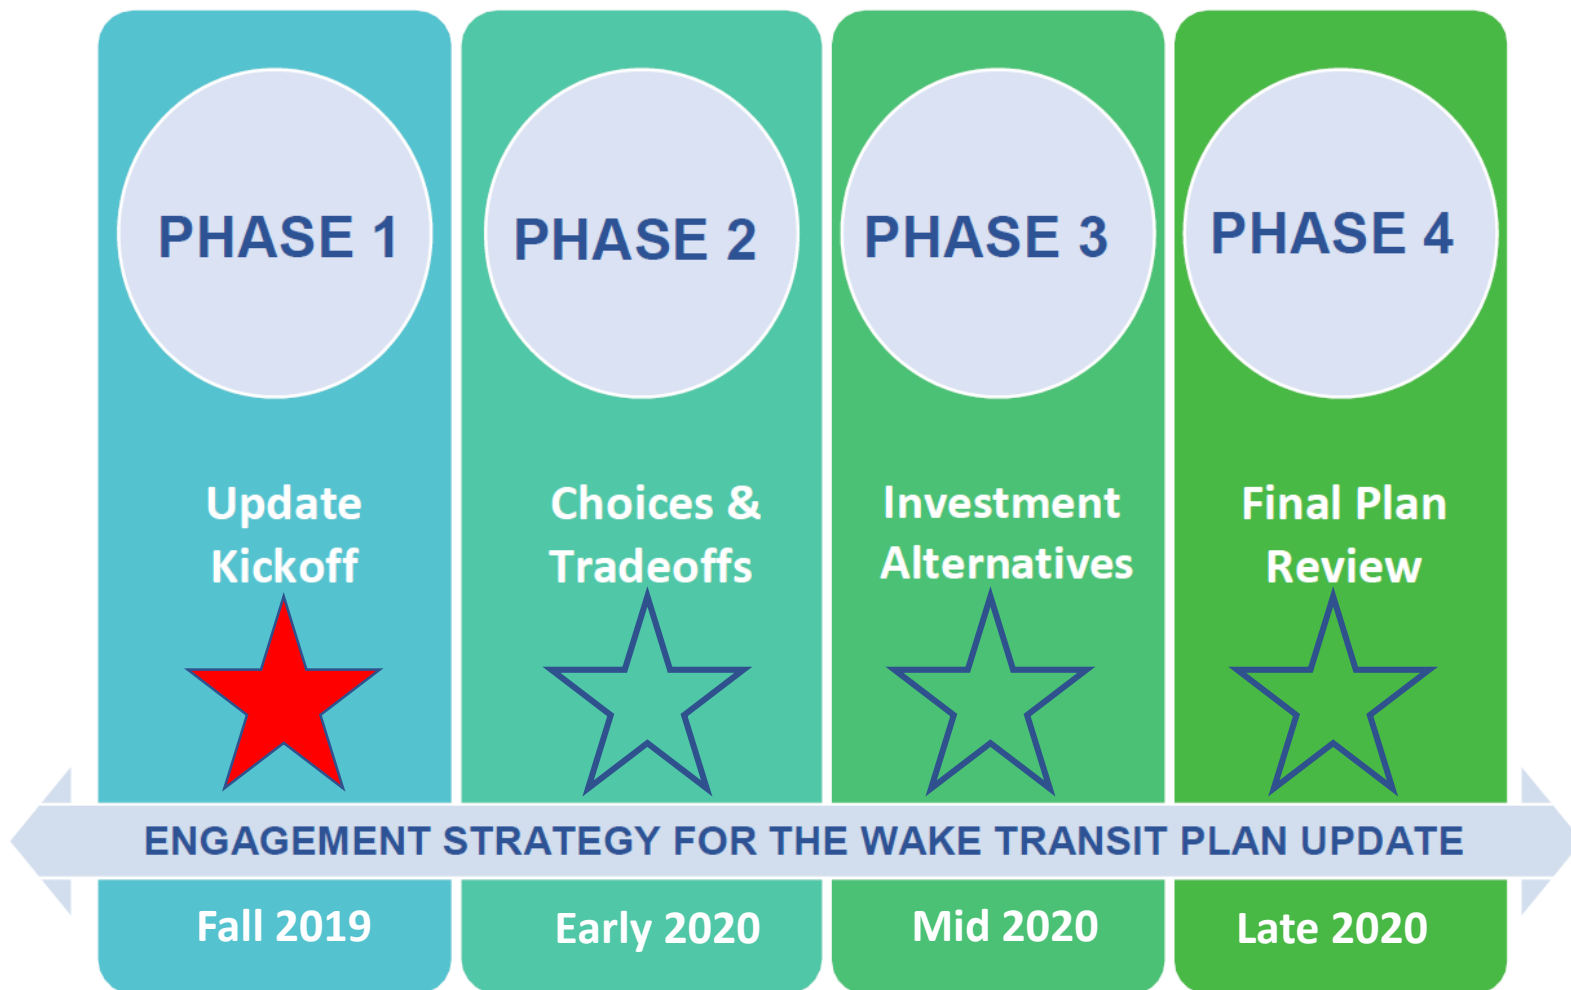 PHASE 1
PHASE 2
PHASE 3
PHASE 4
Update
Kickoff
Choices &
Tradeoffs
Investment
Alternatives
Final Plan
Review
ENGAGEMENT STRATEGY FOR THE WAKE TRANSIT PLAN UPDATE
Fall 2019
Early 2020
Mid 2020
Late 2020